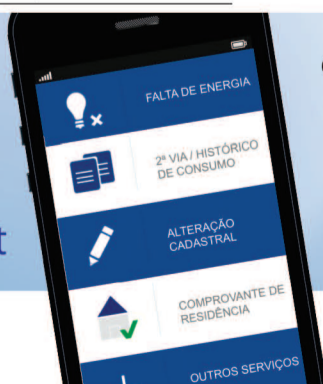 FALTA DE ENERGIA
2ª VIA / HISTÓRICO
DE CONSUMO
ALTERAÇÃO
CADASTRAL
COMPROVANTE DE
RESIDÊNCIA
OUTROS SERVIÇOS